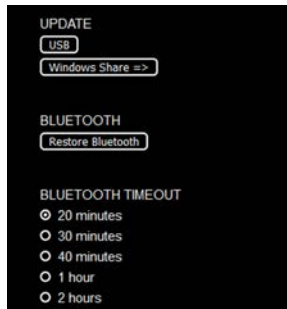 UPDATE
USB
Windows Share =>
BLUETOOTH
Restore Bluetooth
BLUETOOTH TIMEOUT
20 minutes
30 minutes
40 minutes
1 hour
2 hours